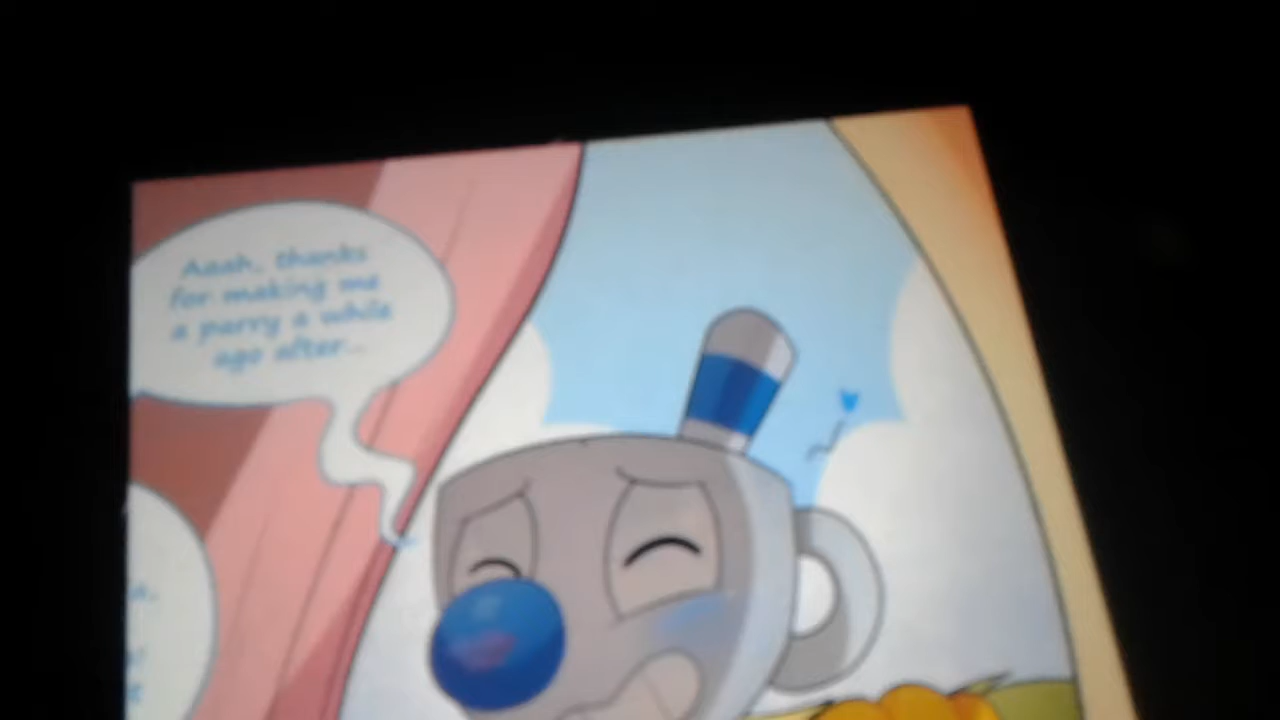 Aaah, thanks
for making me
a parry a while
ago after...